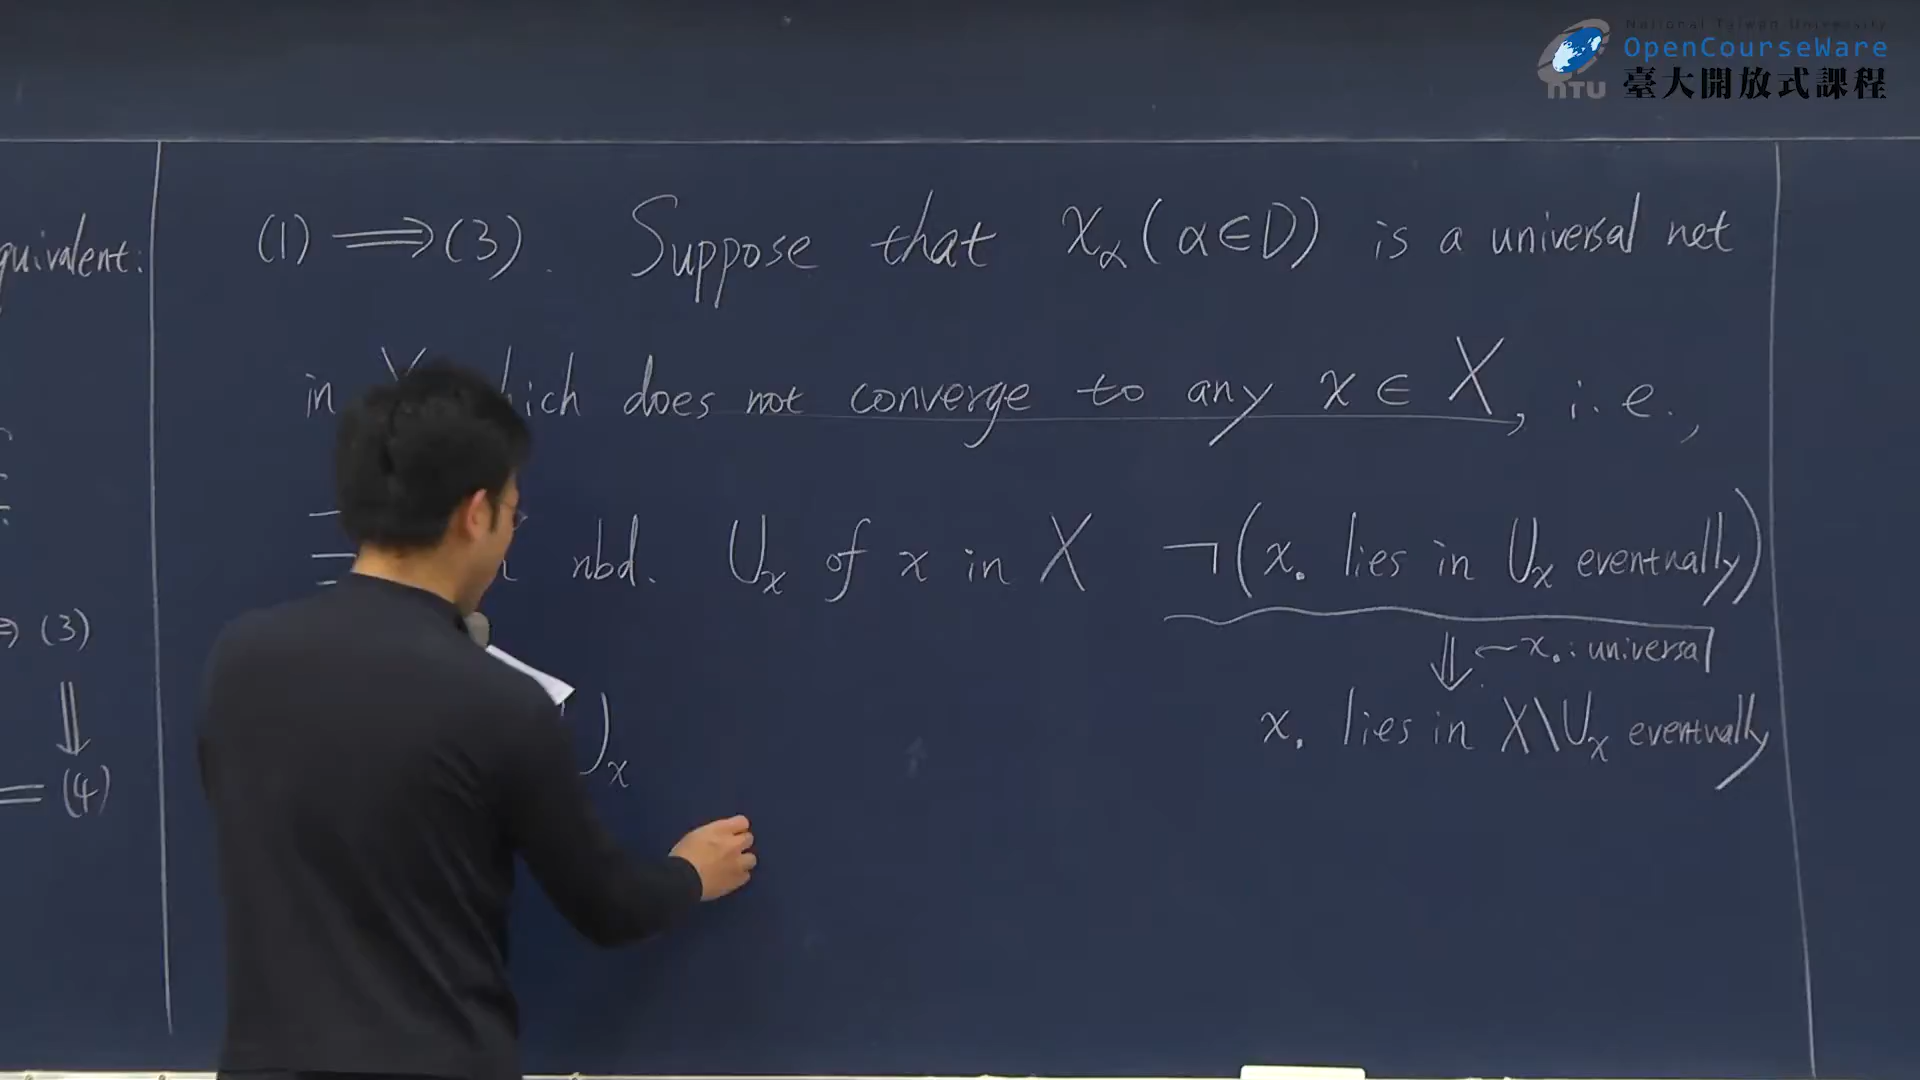 National Taiwan University
OpenCourseWare
NTU 臺大開放式課程
quivalent:
⇒ (3)
⇓
= (4)
(1) ⟹ (3). Suppose that x_α (α ∈ D) is a universal net
in X which does not converge to any x ∈ X, i.e.,
nbd. U_x of x in X ¬(x. lies in U_x eventually)
⇓ ← x. : universal
x. lies in X\U_x eventually
)_x